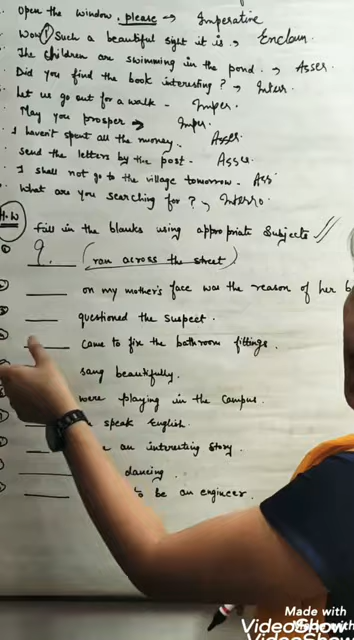 Open the window please → Imperative
Wow! Such a beautiful sight it is → Exclam
The children are swimming in the pond. → Asser
Did you find the book interesting? → Inter
Let us go out for a walk - Imper.
May you prosper → Imper.
I haven't spent all the money. Asser
Send the letters by the post - Asser
I shall not go to the village tomorrow - Ass
What are you searching for? → Interro
H.W Fill in the blanks using appropriate Subjects
ran across the street
on my mother's face was the reason of her
questioned the suspect.
came to fix the bathroom fittings.
sang beautifully.
were playing in the campus.
speak English.
an interesting story.
dancing
be an engineer.
Made with
VideoShow